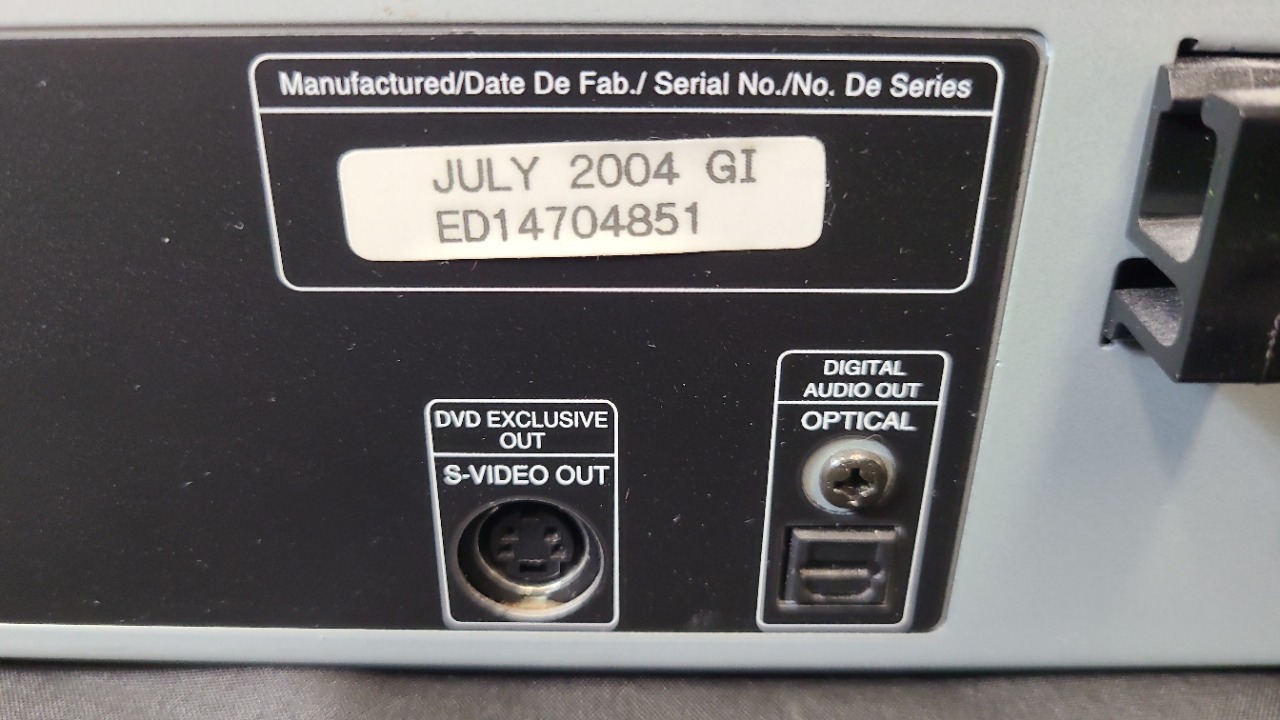 Manufactured/Date De Fab./ Serial No./No. De Series
JULY 2004 GI
ED14704851
DVD EXCLUSIVE
OUT
S-VIDEO OUT
DIGITAL
AUDIO OUT
OPTICAL